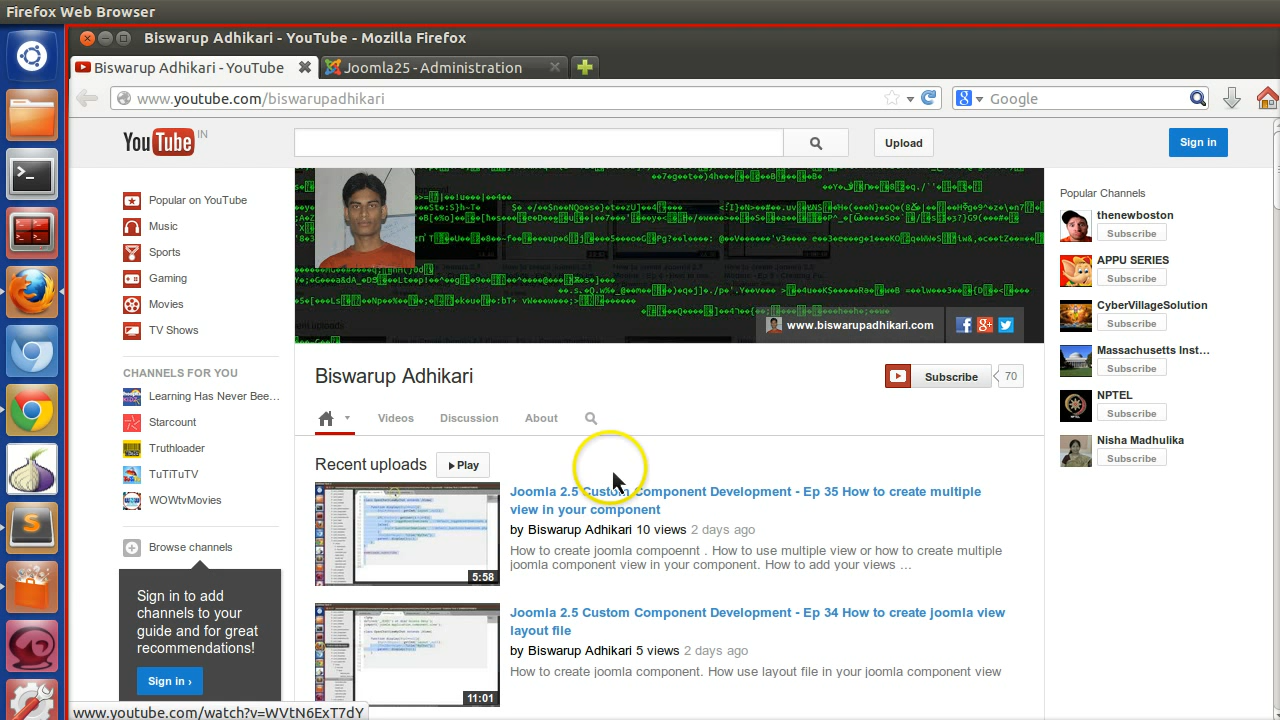 Firefox Web Browser
Biswarup Adhikari - YouTube - Mozilla Firefox
Biswarup Adhikari - YouTube
Joomla25 - Administration
www.youtube.com/biswarupadhikari
Google
YouTube IN
Upload
Sign in
Popular on YouTube
Music
Sports
Gaming
Movies
TV Shows
CHANNELS FOR YOU
Learning Has Never Bee...
Starcount
Truthloader
TuTiTuTV
WOWtvMovies
Browse channels
Sign in to add
channels to your
guide and for great
recommendations!
Sign in ›
www.biswarupadhikari.com
Biswarup Adhikari
Subscribe
70
Videos
Discussion
About
Recent uploads
Play
Joomla 2.5 Custom Component Development - Ep 35 How to create multiple
view in your component
by Biswarup Adhikari 10 views 2 days ago
How to create joomla
How to put multiple view or how to create multiple
joomla component view in your component. How to add your views ...
5:58
Joomla 2.5 Custom Component Development - Ep 34 How to create joomla view
layout file
by Biswarup Adhikari 5 views 2 days ago
How to create joomla component. How use layout file in your joomla component view
11:01
Popular Channels
thenewboston
Subscribe
APPU SERIES
Subscribe
CyberVillageSolution
Subscribe
Massachusetts Inst...
Subscribe
NPTEL
Subscribe
Nisha Madhulika
Subscribe
www.youtube.com/watch?v=WVtN6ExT7dY